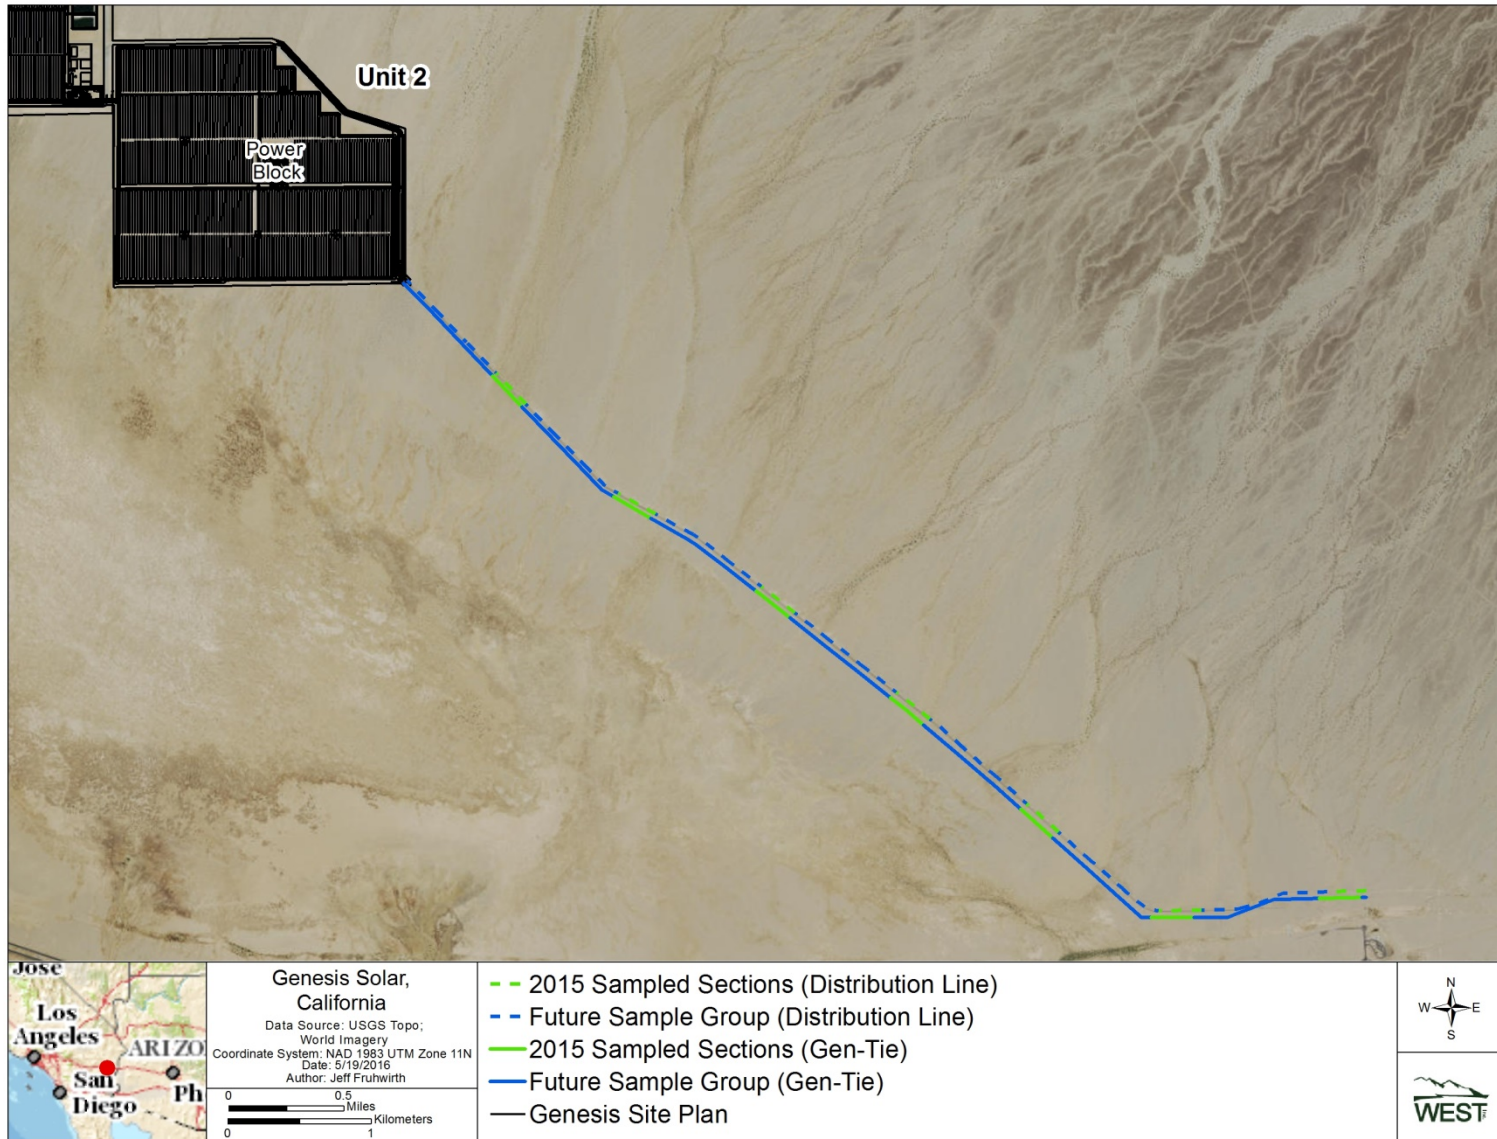 Unit 2
Power
Block
Jose
Los
Angeles
ARIZO
San
Diego
Ph
Genesis Solar,
California
Data Source: USGS Topo;
World Imagery
Coordinate System: NAD 1983 UTM Zone 11N
Date: 5/19/2016
Author: Jeff Fruhwirth
0 0.5
Miles
Kilometers
0 1
2015 Sampled Sections (Distribution Line)
Future Sample Group (Distribution Line)
2015 Sampled Sections (Gen-Tie)
Future Sample Group (Gen-Tie)
Genesis Site Plan
N
W E
S
WEST